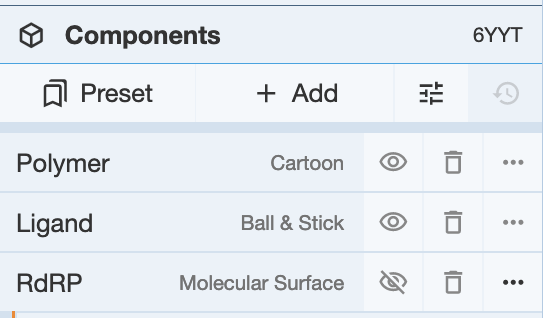 Components 6YYT
Preset + Add
Polymer Cartoon
Ligand Ball & Stick
RdRP Molecular Surface